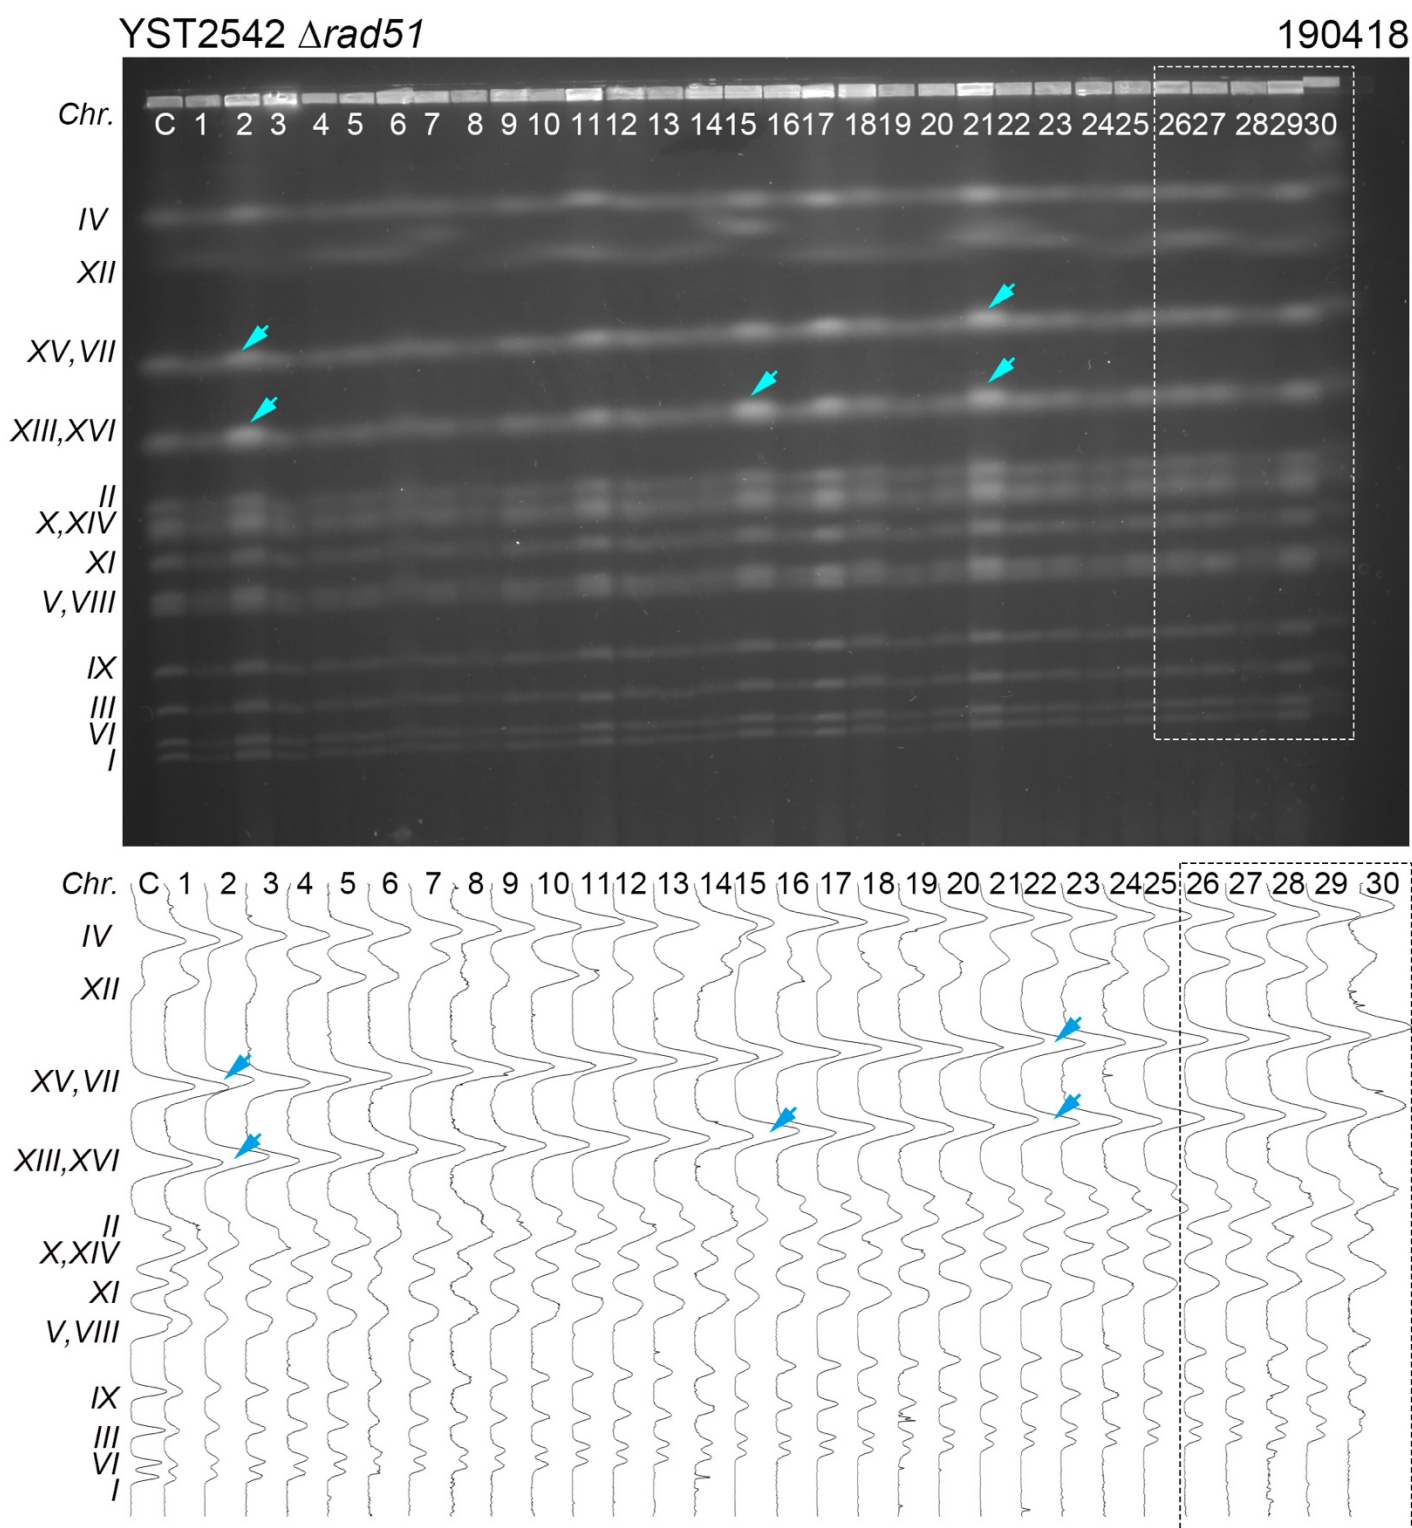 YST2542 Δrad51 190418
Chr. C 1 2 3 4 5 6 7 8 9 10 11 12 13 14 15 16 17 18 19 20 21 22 23 24 25 26 27 28 29 30
IV
XII
XV,VII
XIII,XVI
II
X,XIV
XI
V,VIII
IX
III
VI
I
Chr. C 1 2 3 4 5 6 7 8 9 10 11 12 13 14 15 16 17 18 19 20 21 22 23 24 25 26 27 28 29 30
IV
XII
XV,VII
XIII,XVI
II
X,XIV
XI
V,VIII
IX
III
VI
I